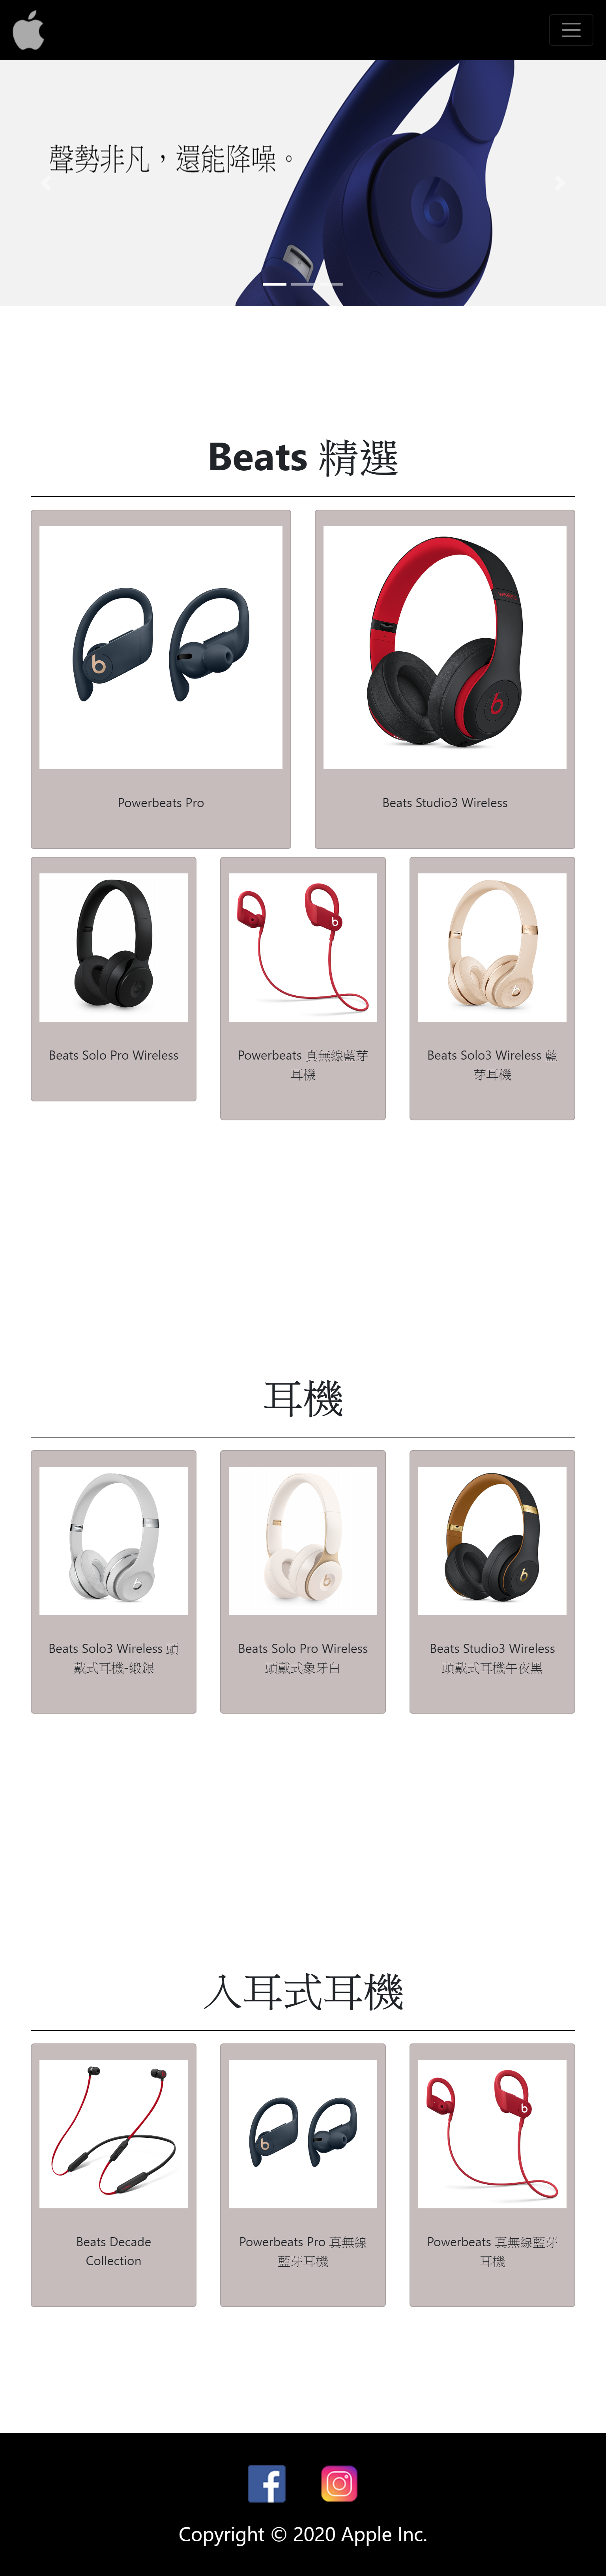 聲勢非凡，還能降噪。
Beats 精選
Powerbeats Pro
Beats Studio3 Wireless
Beats Solo Pro Wireless
Powerbeats 真無線藍芽
耳機
Beats Solo3 Wireless 藍
芽耳機
耳機
Beats Solo3 Wireless 頭
戴式耳機-緞銀
Beats Solo Pro Wireless
頭戴式象牙白
Beats Studio3 Wireless
頭戴式耳機午夜黑
入耳式耳機
Beats Decade
Collection
Powerbeats Pro 真無線
藍芽耳機
Powerbeats 真無線藍芽
耳機
Copyright © 2020 Apple Inc.